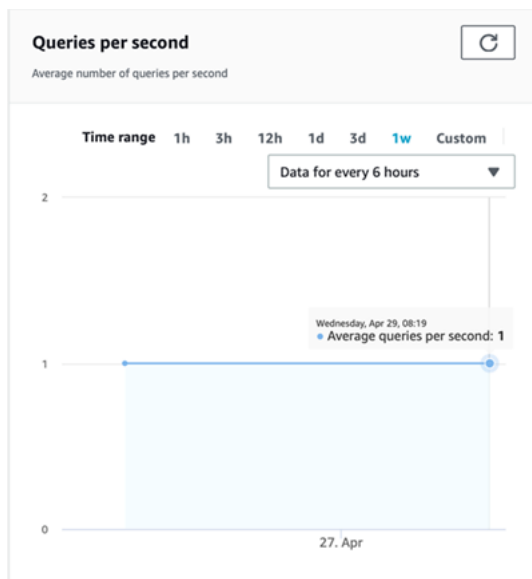 Queries per second
Average number of queries per second
Time range 1h 3h 12h 1d 3d 1w Custom
Data for every 6 hours
2
Wednesday, Apr 29, 08:19
Average queries per second: 1
1
0
27. Apr